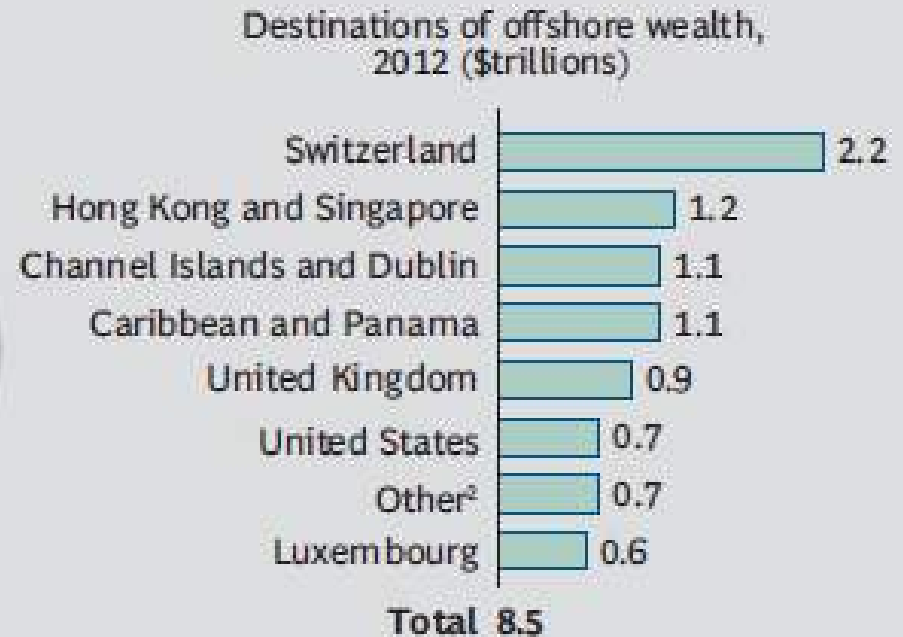 Destinations of offshore wealth,
2012 ($trillions)
Switzerland 2.2
Hong Kong and Singapore 1.2
Channel Islands and Dublin 1.1
Caribbean and Panama 1.1
United Kingdom 0.9
United States 0.7
Other² 0.7
Luxembourg 0.6
Total 8.5